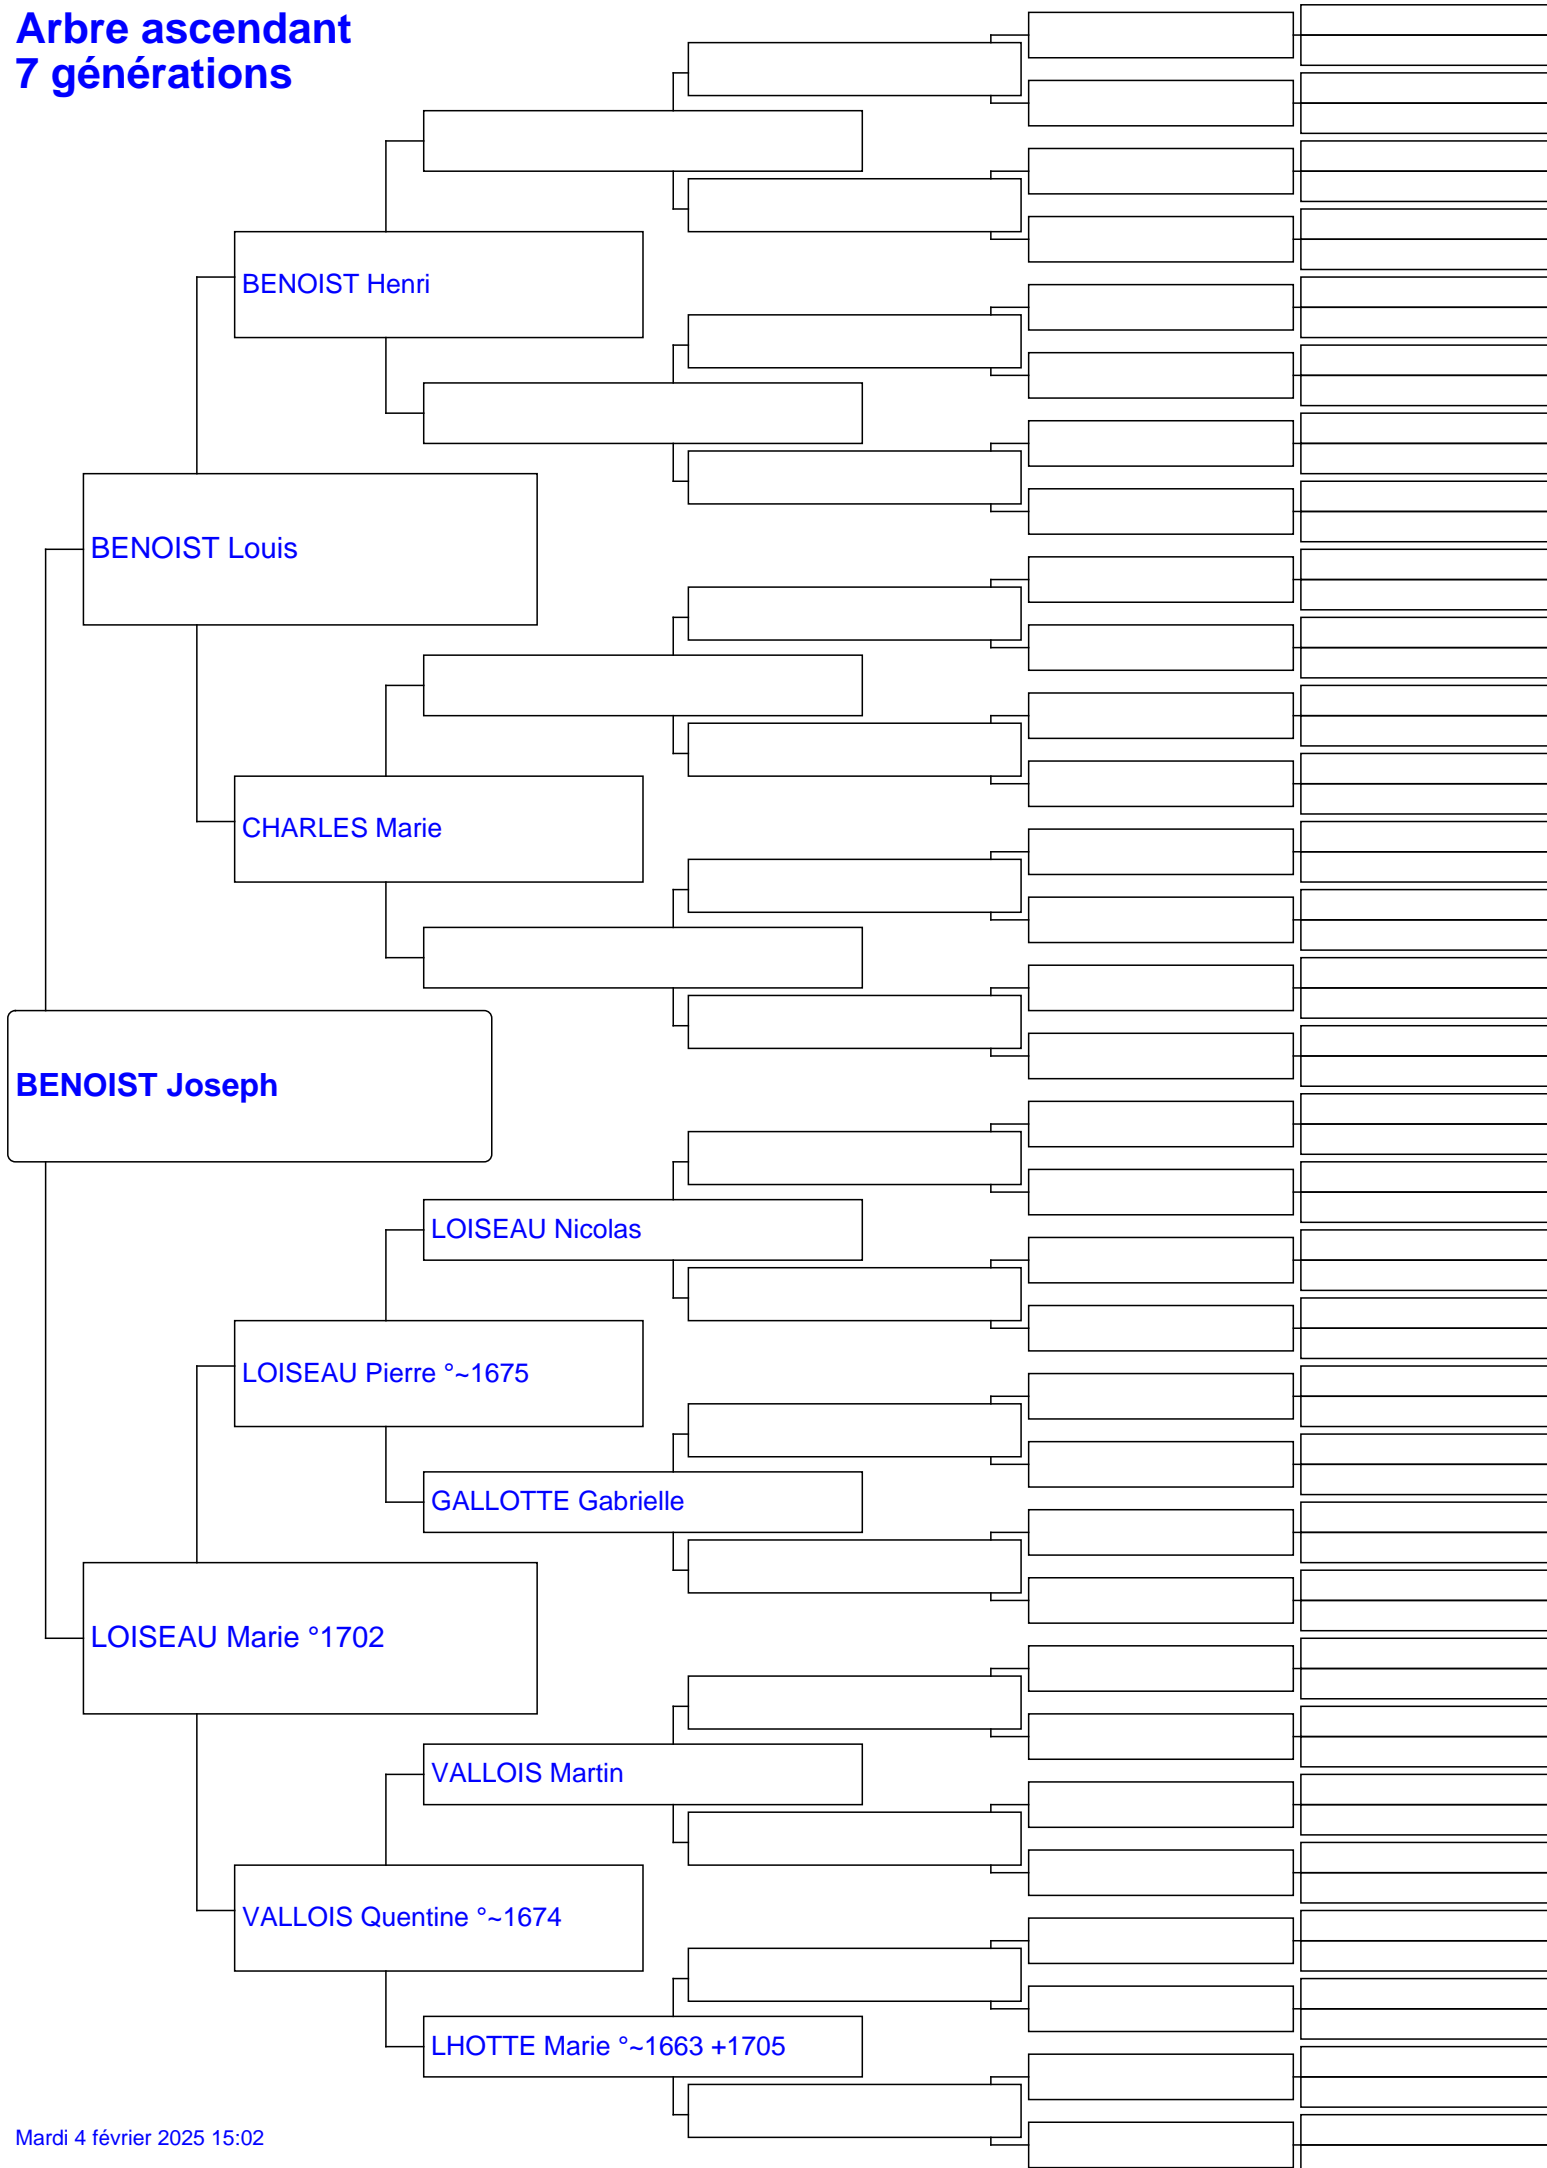 Arbre ascendant
7 générations
BENOIST Henri
BENOIST Louis
CHARLES Marie
BENOIST Joseph
LOISEAU Nicolas
LOISEAU Pierre °~1675
GALLOTTE Gabrielle
LOISEAU Marie °1702
VALLOIS Martin
VALLOIS Quentine °~1674
LHOTTE Marie °~1663 +1705
Mardi 4 février 2025 15:02